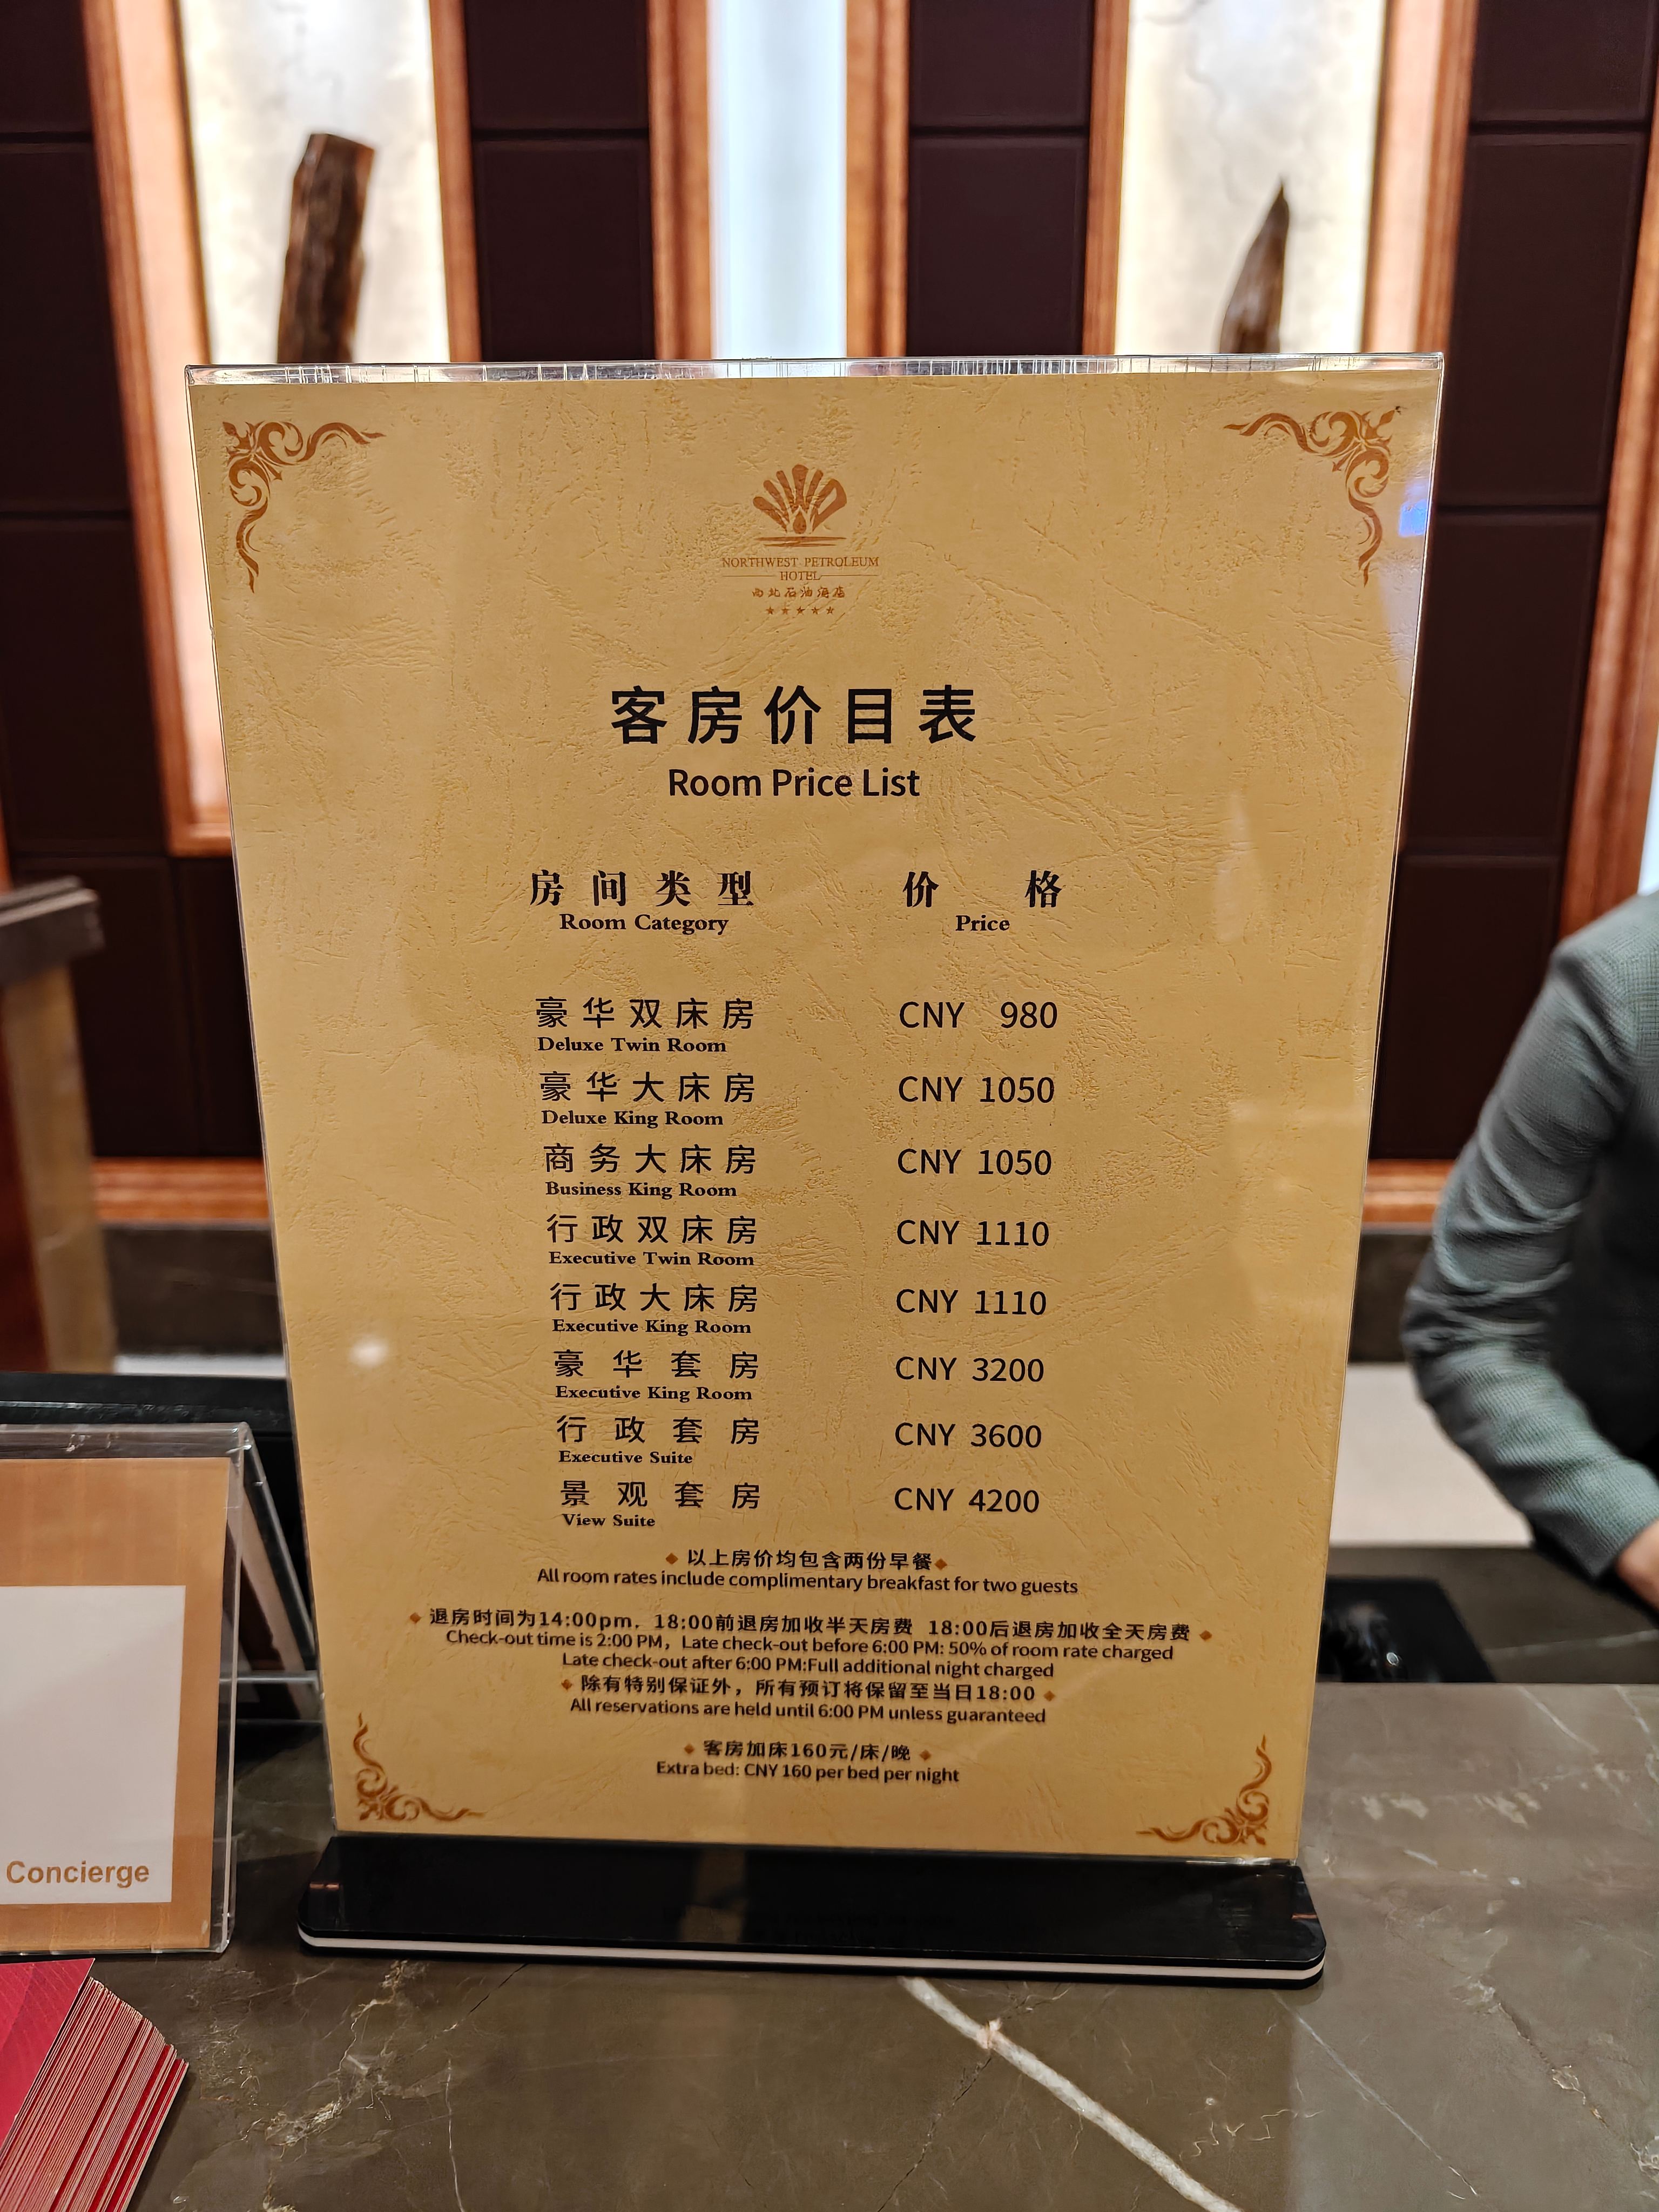 NORTHWEST PETROLEUM
HOTEL
西北石油酒店
★★★★★
客房价目表
Room Price List
房间类型 价 格
Room Category Price
豪华双床房 CNY 980
Deluxe Twin Room
豪华大床房 CNY 1050
Deluxe King Room
商务大床房 CNY 1050
Business King Room
行政双床房 CNY 1110
Executive Twin Room
行政大床房 CNY 1110
Executive King Room
豪华套房 CNY 3200
Executive King Room
行政套房 CNY 3600
Executive Suite
景观套房 CNY 4200
View Suite
◆ 以上房价均包含两份早餐◆
All room rates include complimentary breakfast for two guests
◆ 退房时间为14:00pm. 18:00前退房加收半天房费 18:00后退房加收全天房费 ◆
Check-out time is 2:00 PM, Late check-out before 6:00 PM: 50% of room rate charged
Late check-out after 6:00 PM:Full additional night charged
◆ 除有特别保证外，所有预订将保留至当日18:00 ◆
All reservations are held until 6:00 PM unless guaranteed
◆ 客房加床160元/床/晚 ◆
Extra bed: CNY 160 per bed per night
Concierge